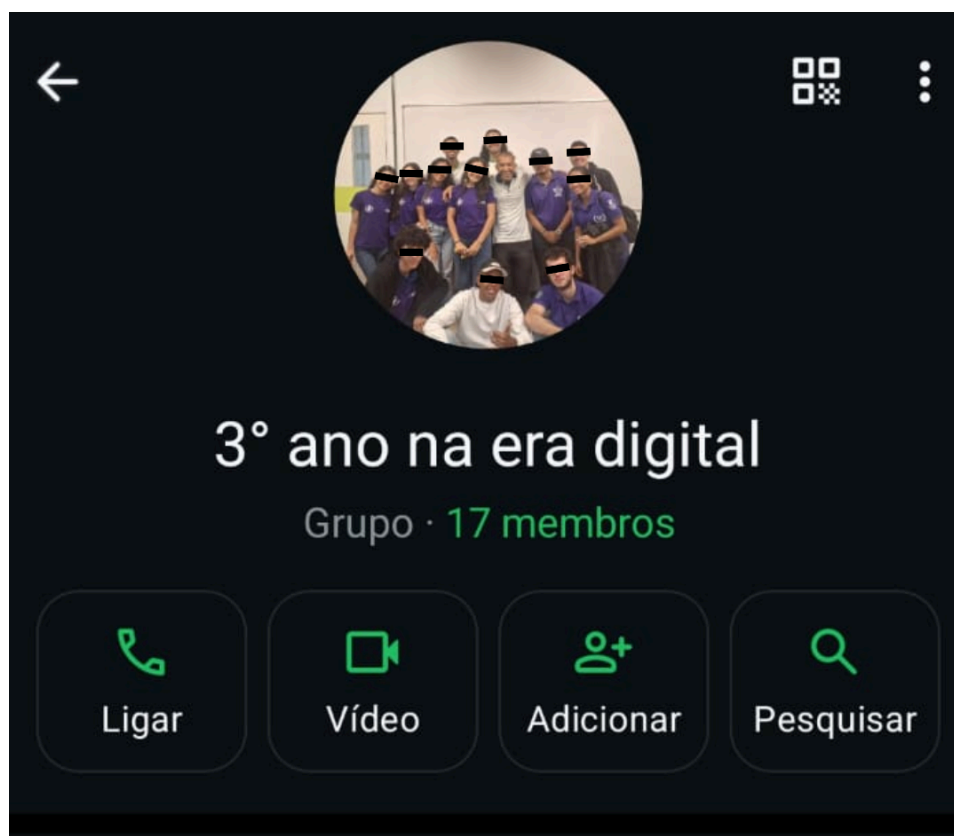 3° ano na era digital
Grupo · 17 membros
Ligar
Vídeo
Adicionar
Pesquisar